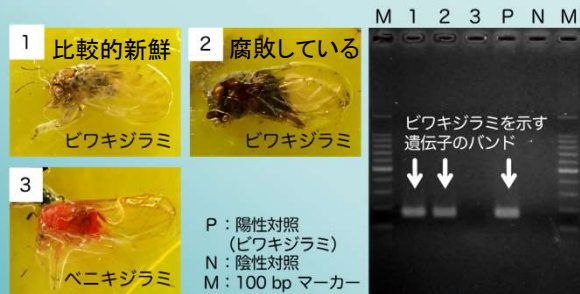 1 比較的新鮮
ビワキジラミ
2 腐敗している
ビワキジラミ
3
ベニキジラミ
P：陽性対照
（ビワキジラミ）
N：陰性対照
M：100 bp マーカー
M 1 2 3 P N M
ビワキジラミを示す
遺伝子のバンド